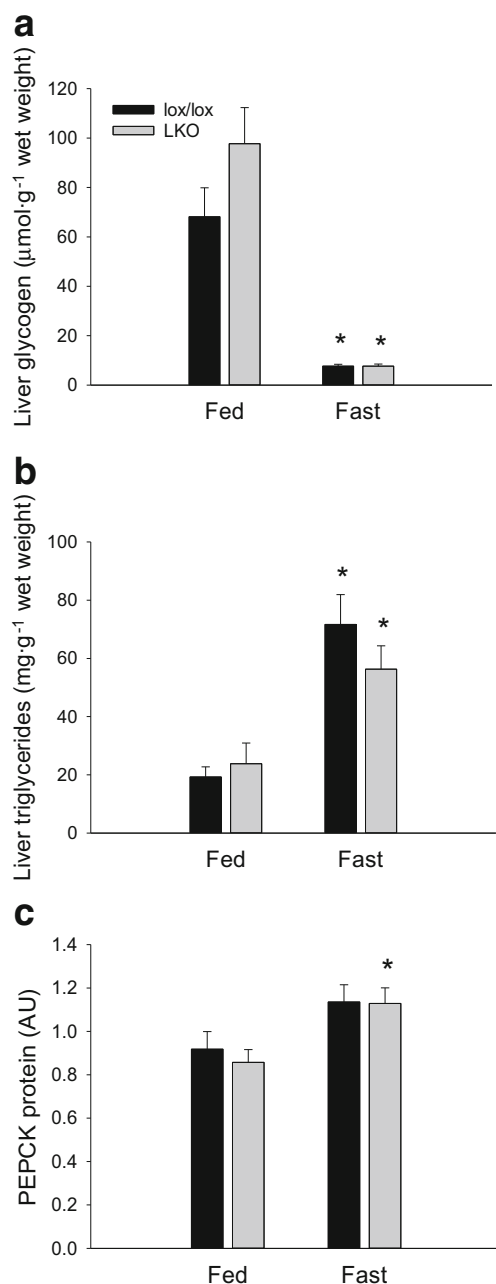 a
Liver glycogen (µmol·g⁻¹ wet weight)
120
100
80
60
40
20
0
lox/lox
LKO
* *
Fed Fast
b
Liver triglycerides (mg·g⁻¹ wet weight)
100
80
60
40
20
0
*
*
Fed Fast
c
PEPCK protein (AU)
1.4
1.2
1.0
0.8
0.6
0.4
0.2
0.0
*
Fed Fast